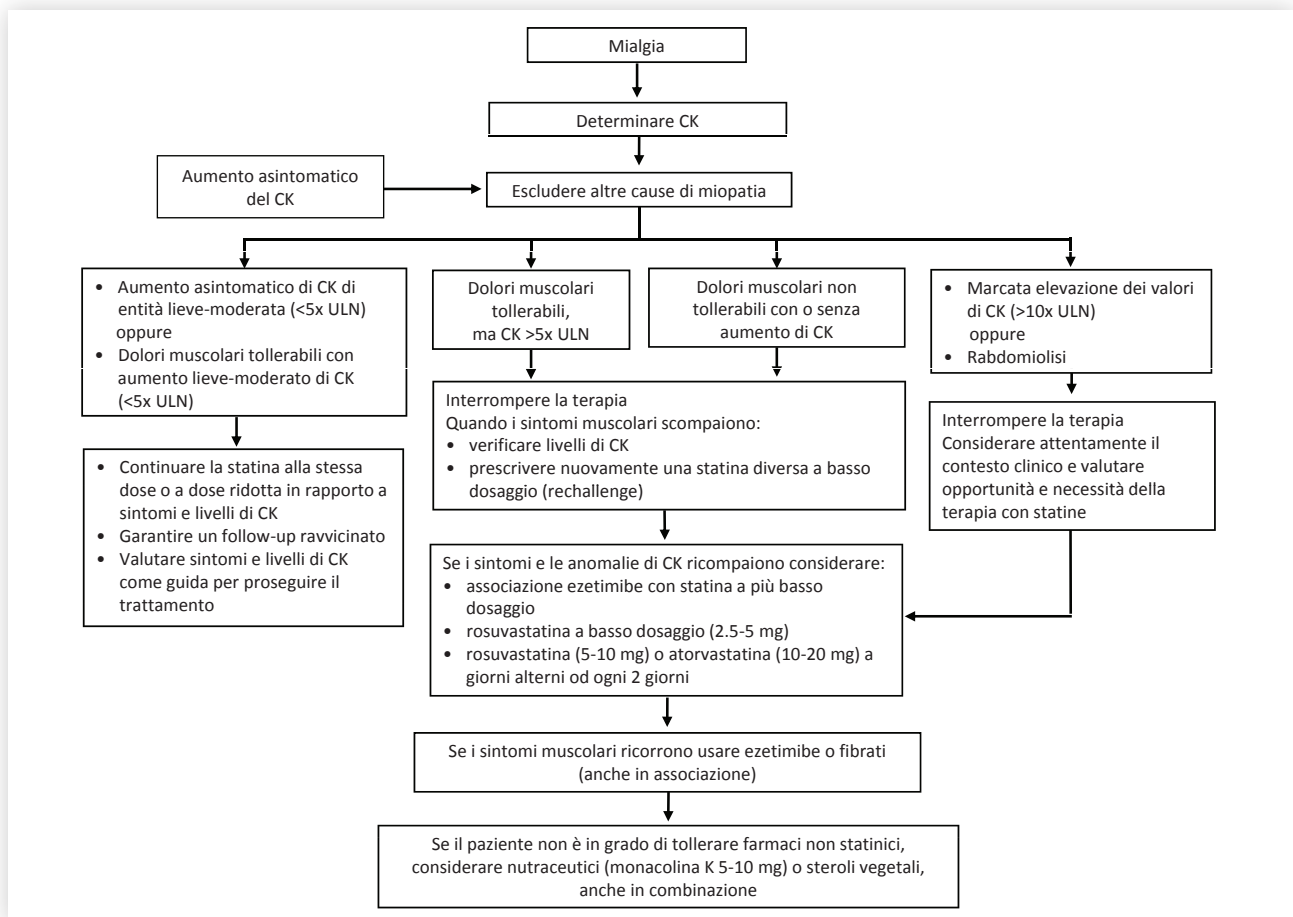 Mialgia
Determinare CK
Aumento asintomatico
del CK
Escludere altre cause di miopatia
• Aumento asintomatico di CK di
entità lieve-moderata (<5x ULN)
oppure
• Dolori muscolari tollerabili con
aumento lieve-moderato di CK
(<5x ULN)
Dolori muscolari
tollerabili,
ma CK >5x ULN
Dolori muscolari non
tollerabili con o senza
aumento di CK
• Marcata elevazione dei valori
di CK (>10x ULN)
oppure
• Rabdomiolisi
• Continuare la statina alla stessa
dose o a dose ridotta in rapporto a
sintomi e livelli di CK
• Garantire un follow-up ravvicinato
• Valutare sintomi e livelli di CK
come guida per proseguire il
trattamento
Interrompere la terapia
Quando i sintomi muscolari scompaiono:
• verificare livelli di CK
• prescrivere nuovamente una statina diversa a basso
dosaggio (rechallenge)
Interrompere la terapia
Considerare attentamente il
contesto clinico e valutare
opportunità e necessità della
terapia con statine
Se i sintomi e le anomalie di CK ricompaiono considerare:
• associazione ezetimibe con statina a più basso
dosaggio
• rosuvastatina a basso dosaggio (2.5-5 mg)
• rosuvastatina (5-10 mg) o atorvastatina (10-20 mg) a
giorni alterni od ogni 2 giorni
Se i sintomi muscolari ricorrono usare ezetimibe o fibrati
(anche in associazione)
Se il paziente non è in grado di tollerare farmaci non statinici,
considerare nutraceutici (monacolina K 5-10 mg) o steroli vegetali,
anche in combinazione